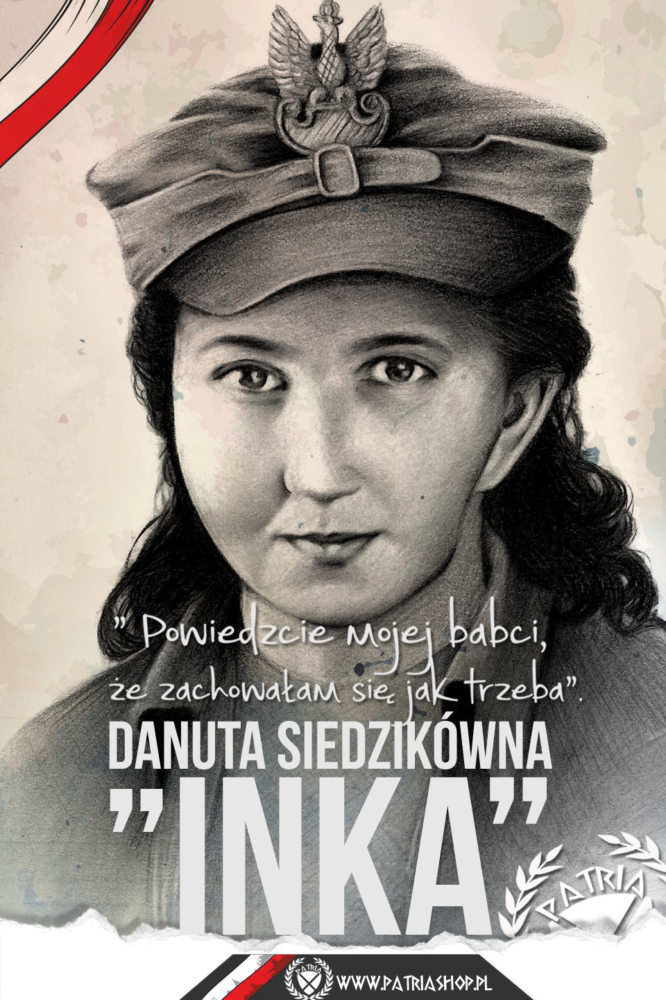 ” Powiedzcie mojej babci,
że zachowałam się jak trzeba”.
DANUTA SIEDZIKÓWNA
”INKA”
PATRIA
PATRIA
WWW.PATRIASHOP.PL